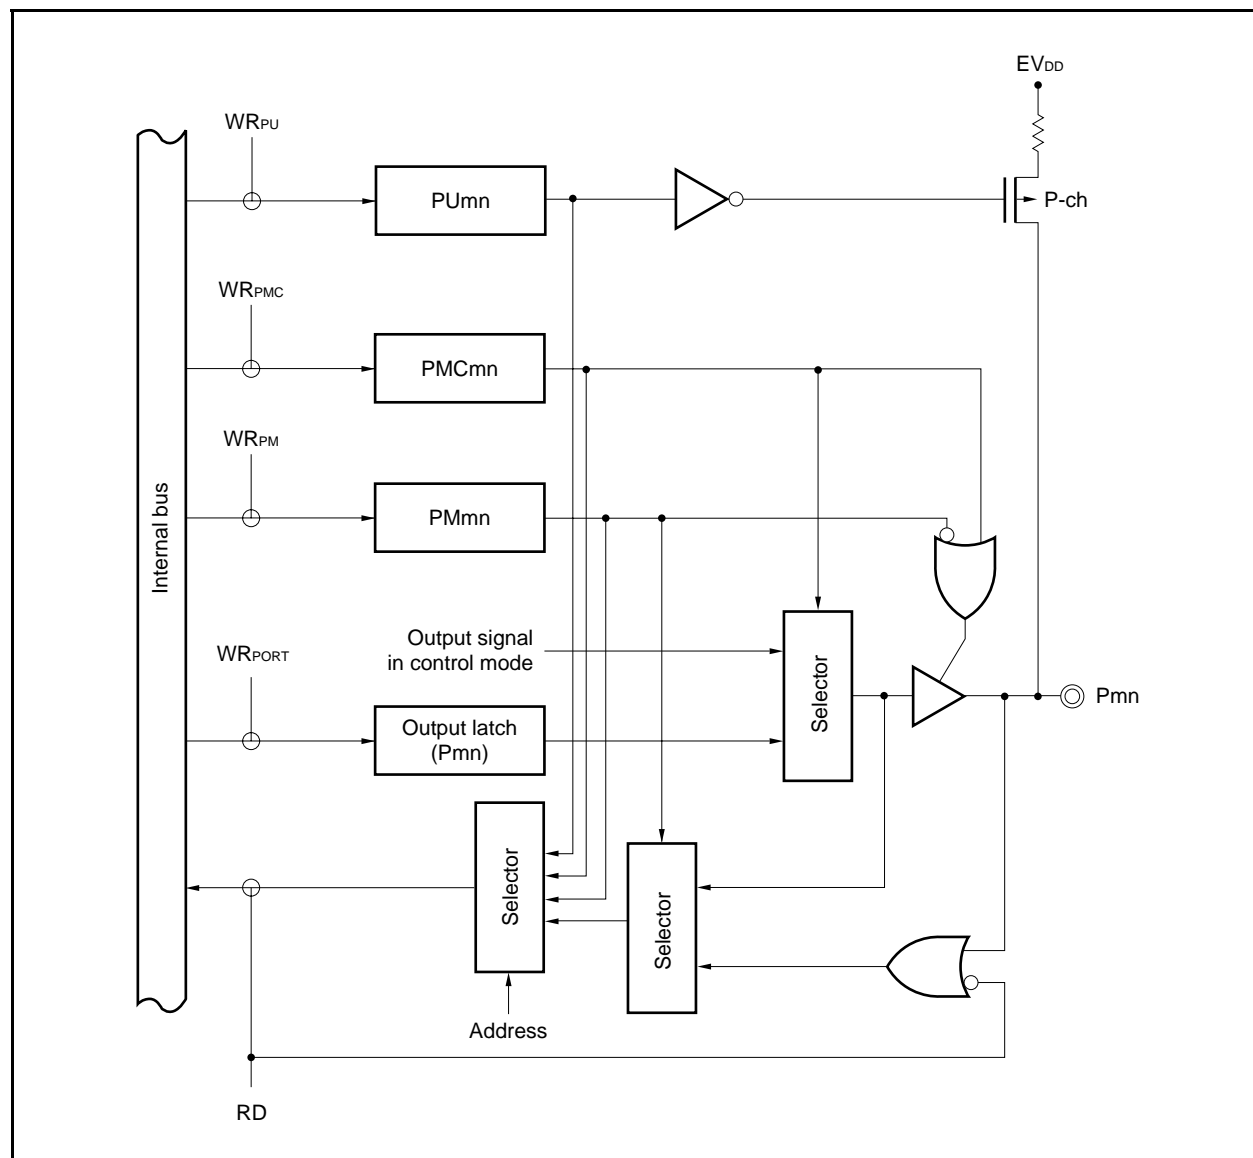 EVDD
WRPU
PUmn
P-ch
WRPMC
PMCmn
WRPM
PMmn
Internal bus
Output signal
in control mode
WRPORT
Output latch
(Pmn)
Selector
Pmn
Selector
Selector
Address
RD